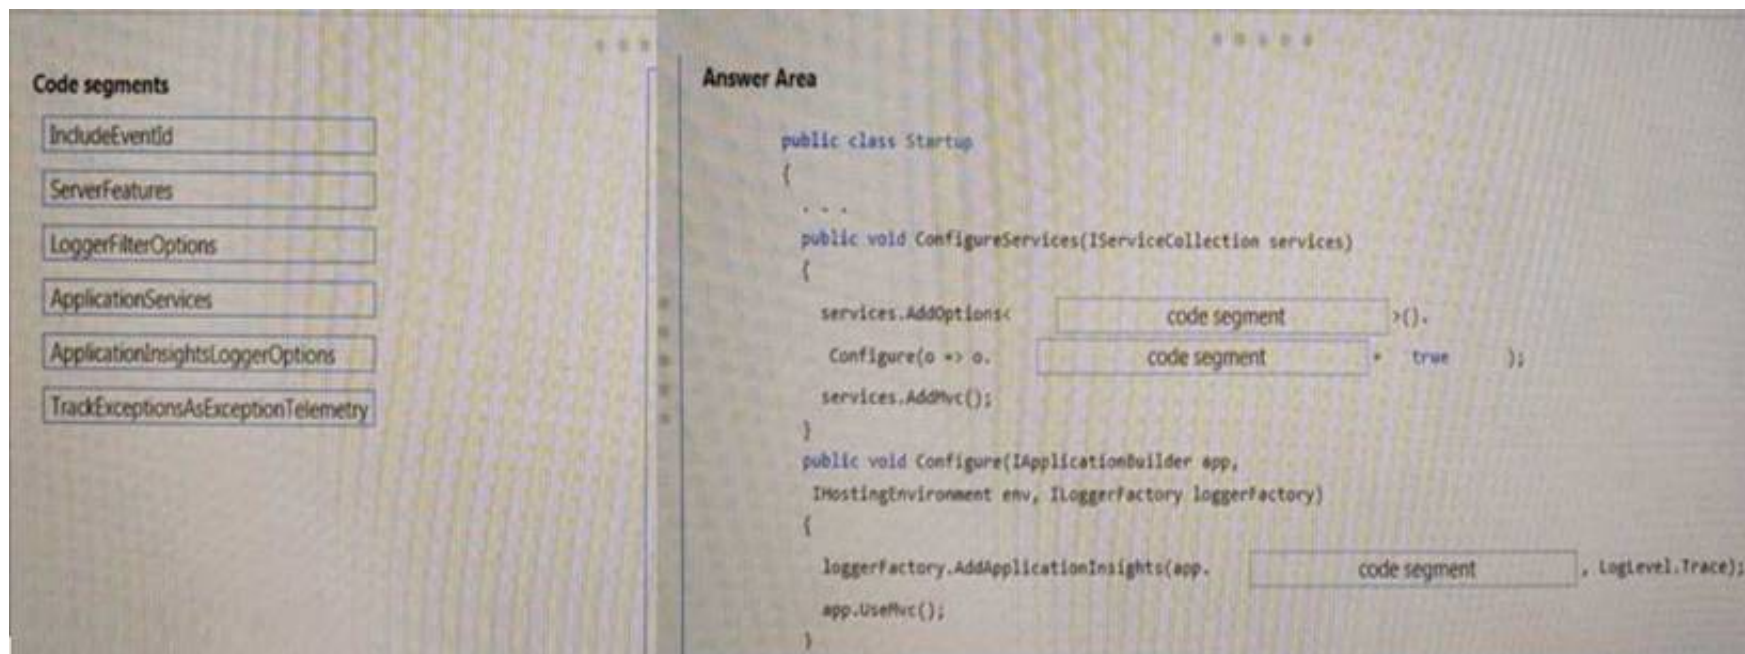 Code segments
IncludeEventId
ServerFeatures
LoggerFilterOptions
ApplicationServices
ApplicationInsightsLoggerOptions
TrackExceptionsAsExceptionTelemetry
Answer Area
public class Startup
{
. . .
public void ConfigureServices(IServiceCollection services)
{
services.AddOptions< code segment >().
Configure(o => o. code segment = true );
services.AddMvc();
}
public void Configure(IApplicationBuilder app,
IHostingEnvironment env, ILoggerFactory loggerFactory)
{
loggerFactory.AddApplicationInsights(app. code segment , LogLevel.Trace);
app.UseMvc();
}